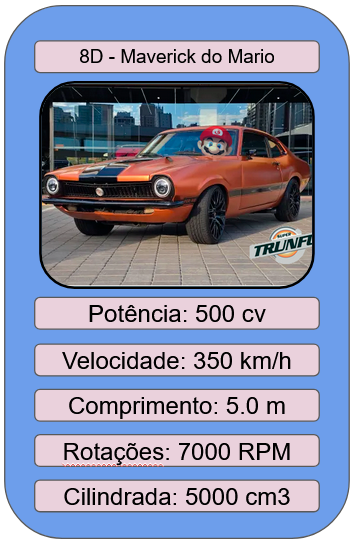 8D - Maverick do Mario
SUPER
TRUNFO
Potência: 500 cv
Velocidade: 350 km/h
Comprimento: 5.0 m
Rotações: 7000 RPM
Cilindrada: 5000 cm3